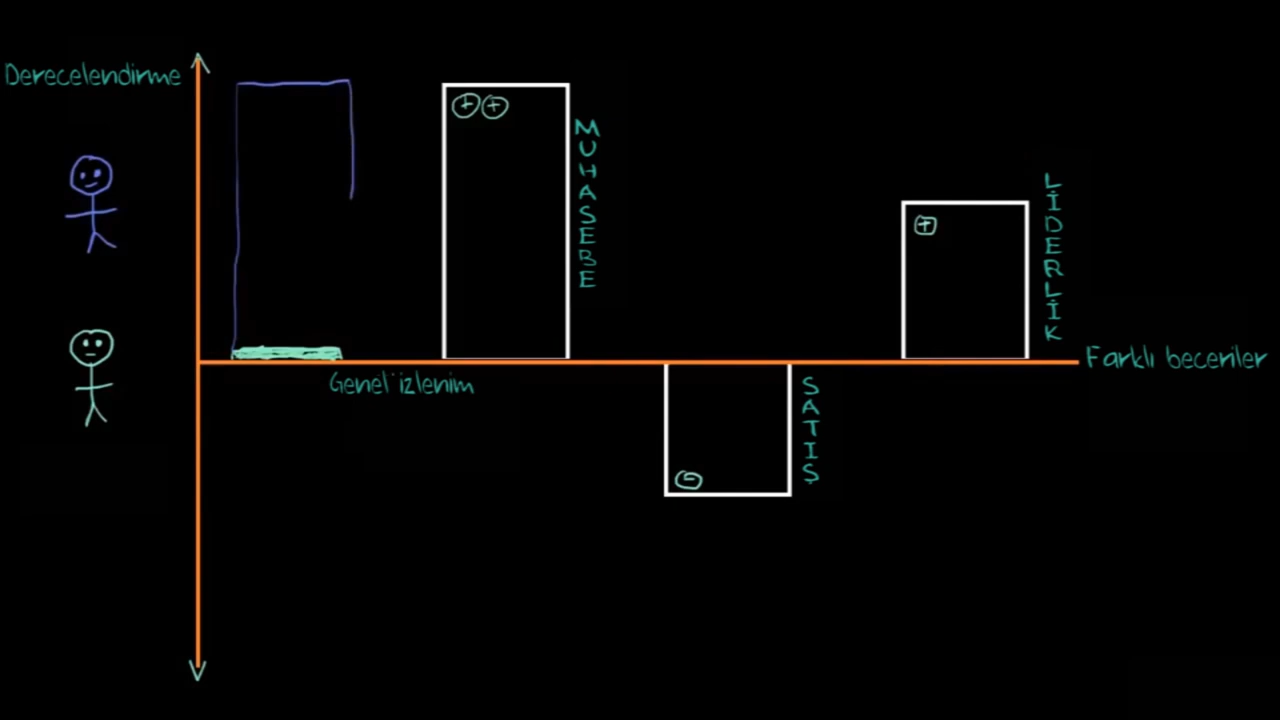 Derecelendirme
++
MUHASEBE
+
LİDERLİK
Farklı beceriler
Genel izlenim
SATIŞ
-